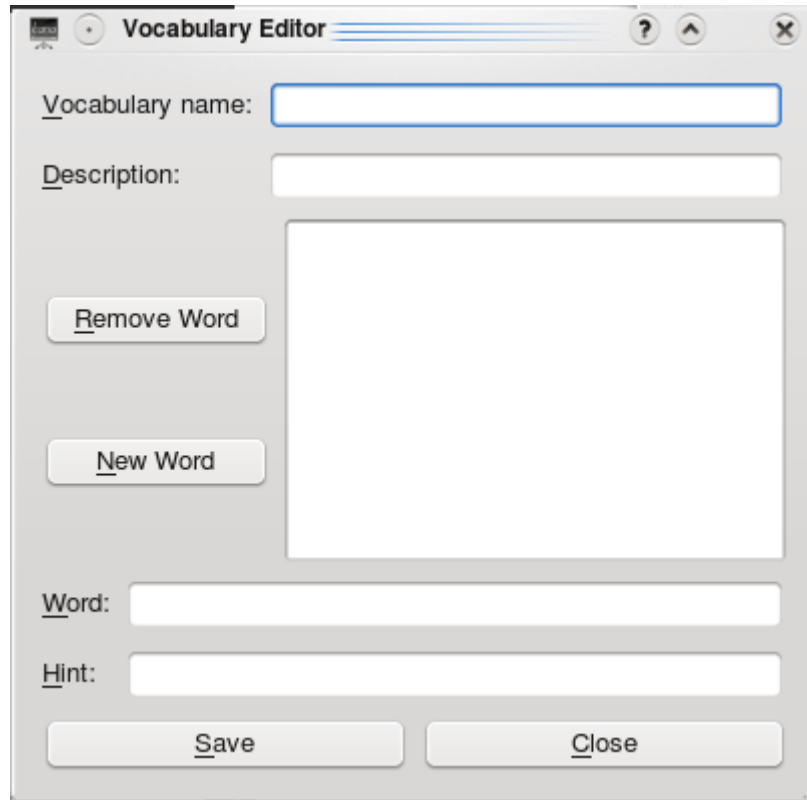 Vocabulary Editor
Vocabulary name:
Description:
Remove Word
New Word
Word:
Hint:
Save Close